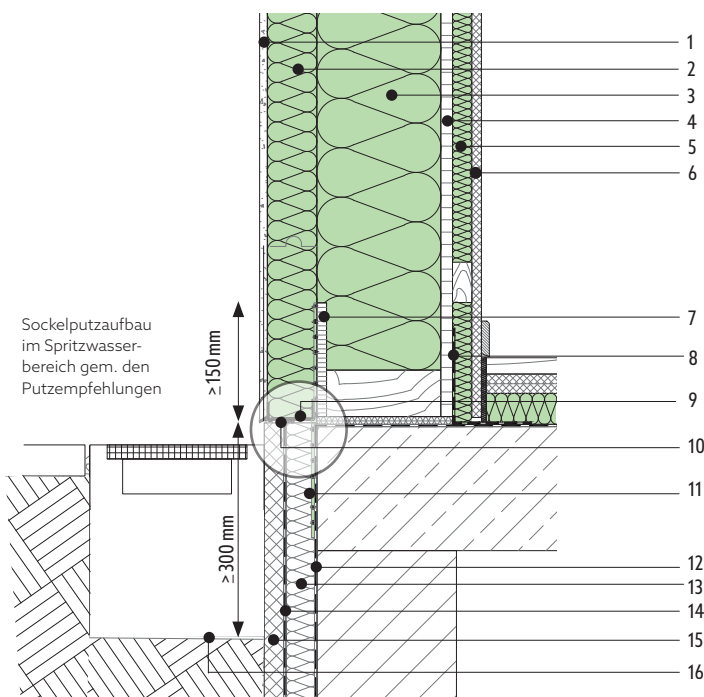 1
2
3
4
5
6
Sockelputzaufbau
im Spritzwasser-
bereich gem. den
Putzempfehlungen
≥150 mm
7
8
9
10
≥300 mm
11
12
13
14
15
16